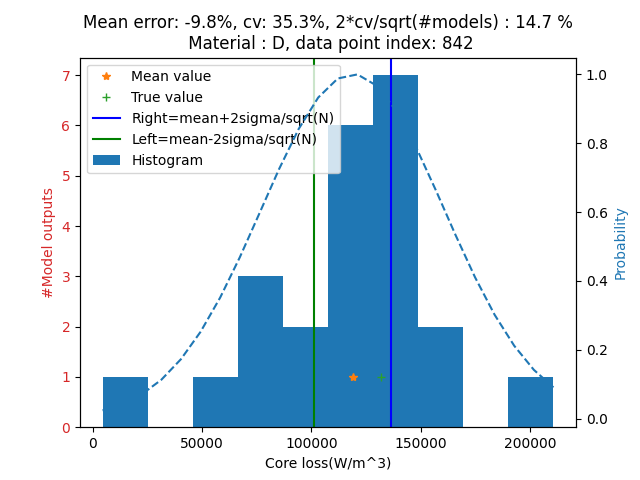 Mean error: -9.8%, cv: 35.3%, 2*cv/sqrt(#models) : 14.7 %
Material : D, data point index: 842
Mean value
True value
Right=mean+2sigma/sqrt(N)
Left=mean-2sigma/sqrt(N)
Histogram
#Model outputs
7
6
5
4
3
2
1
0
Probability
1.0
0.8
0.6
0.4
0.2
0.0
0 50000 100000 150000 200000
Core loss(W/m^3)